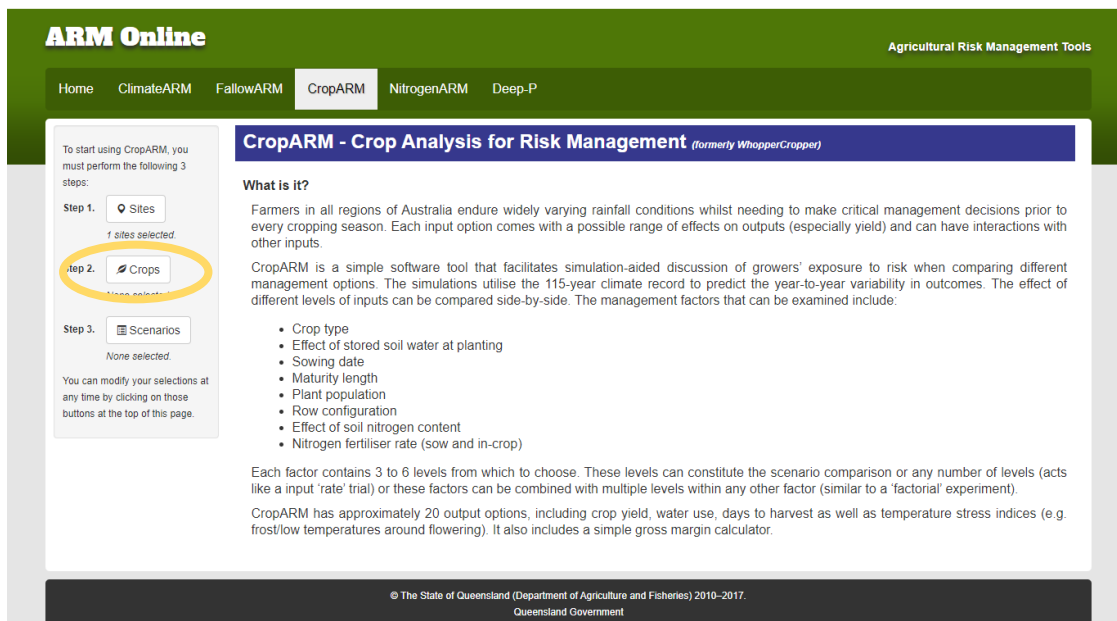 ARM Online
Agricultural Risk Management Tools
Home ClimateARM FallowARM CropARM NitrogenARM Deep-P
To start using CropARM, you
must perform the following 3
steps:
Step 1. Sites
1 sites selected.
Step 2. Crops
None selected.
Step 3. Scenarios
None selected.
You can modify your selections at
any time by clicking on those
buttons at the top of this page.
CropARM - Crop Analysis for Risk Management (formerly WhopperCropper)
What is it?
Farmers in all regions of Australia endure widely varying rainfall conditions whilst needing to make critical management decisions prior to
every cropping season. Each input option comes with a possible range of effects on outputs (especially yield) and can have interactions with
other inputs.
CropARM is a simple software tool that facilitates simulation-aided discussion of growers' exposure to risk when comparing different
management options. The simulations utilise the 115-year climate record to predict the year-to-year variability in outcomes. The effect of
different levels of inputs can be compared side-by-side. The management factors that can be examined include:
• Crop type
• Effect of stored soil water at planting
• Sowing date
• Maturity length
• Plant population
• Row configuration
• Effect of soil nitrogen content
• Nitrogen fertiliser rate (sow and in-crop)
Each factor contains 3 to 6 levels from which to choose. These levels can constitute the scenario comparison or any number of levels (acts
like a input 'rate' trial) or these factors can be combined with multiple levels within any other factor (similar to a 'factorial' experiment).
CropARM has approximately 20 output options, including crop yield, water use, days to harvest as well as temperature stress indices (e.g.
frost/low temperatures around flowering). It also includes a simple gross margin calculator.
© The State of Queensland (Department of Agriculture and Fisheries) 2010–2017.
Queensland Government